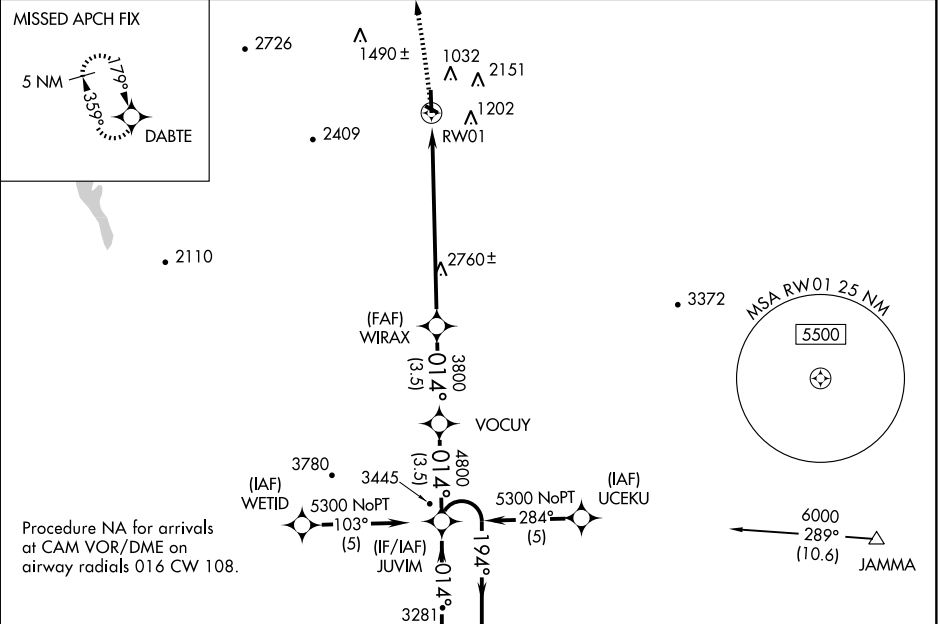 MISSED APCH FIX
5 NM
179°
359°
DABTE
2726
1490 ±
1032
2151
1202
RW01
2409
2110
2760 ±
3372
MSA RW01 25 NM
5500
(FAF)
WIRAX
3800
014°
(3.5)
VOCUY
4800
014°
(3.5)
3780
3445
(IAF)
WETID
5300 NoPT
103°
(5)
(IF/IAF)
JUVIM
5300 NoPT
284°
(5)
(IAF)
UCEKU
194°
014°
3281
6000
289°
(10.6)
JAMMA
Procedure NA for arrivals
at CAM VOR/DME on
airway radials 016 CW 108.